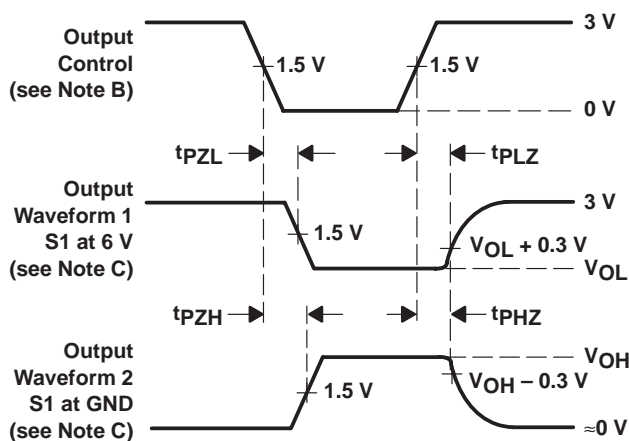 Output
Control
(see Note B)
1.5 V
1.5 V
3 V
0 V
tPZL
tPLZ
Output
Waveform 1
S1 at 6 V
(see Note C)
1.5 V
3 V
VOL + 0.3 V
VOL
tPZH
tPHZ
Output
Waveform 2
S1 at GND
(see Note C)
1.5 V
VOH
VOH – 0.3 V
≈0 V